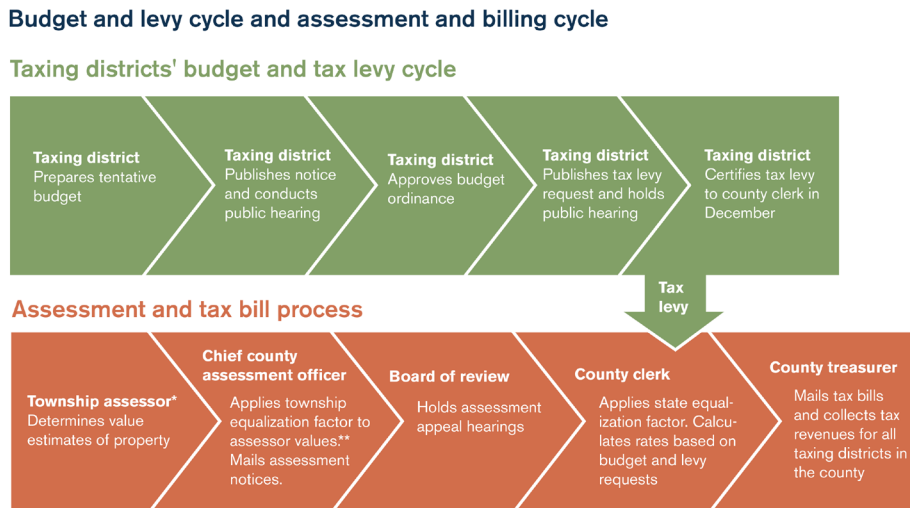 Budget and levy cycle and assessment and billing cycle
Taxing districts' budget and tax levy cycle
Taxing district
Prepares tentative
budget
Taxing district
Publishes notice
and conducts
public hearing
Taxing district
Approves budget
ordinance
Taxing district
Publishes tax levy
request and holds
public hearing
Taxing district
Certifies tax levy
to county clerk in
December
Tax
levy
Assessment and tax bill process
Township assessor*
Determines value
estimates of property
Chief county
assessment officer
Applies township
equalization factor to
assessor values.**
Mails assessment
notices.
Board of review
Holds assessment
appeal hearings
County clerk
Applies state equal-
ization factor. Calcu-
lates rates based on
budget and levy
requests
County treasurer
Mails tax bills
and collects tax
revenues for all
taxing districts in
the county